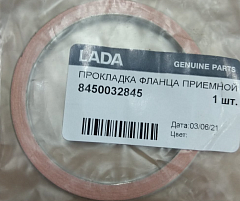 LADA
GENUINE PARTS
ПРОКЛАДКА ФЛАНЦА ПРИЕМНОЙ
8450032845
1 шт.
Дата:03/06/21
Цвет: